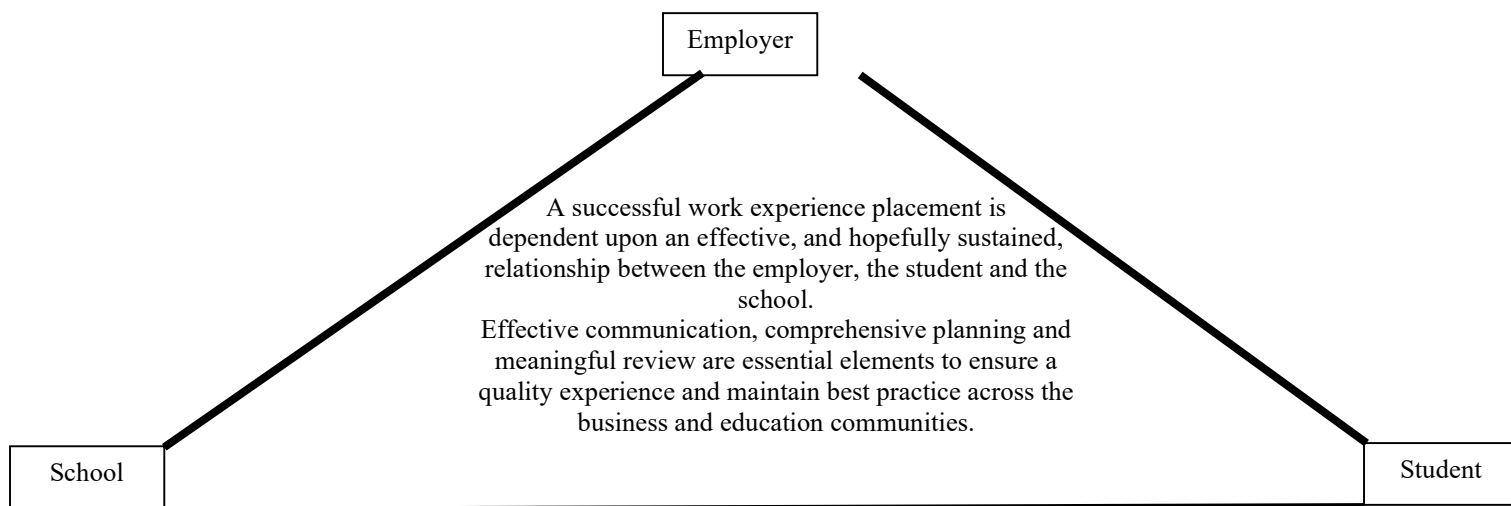 Employer
A successful work experience placement is
dependent upon an effective, and hopefully sustained,
relationship between the employer, the student and the
school.
Effective communication, comprehensive planning and
meaningful review are essential elements to ensure a
quality experience and maintain best practice across the
business and education communities.
School
Student